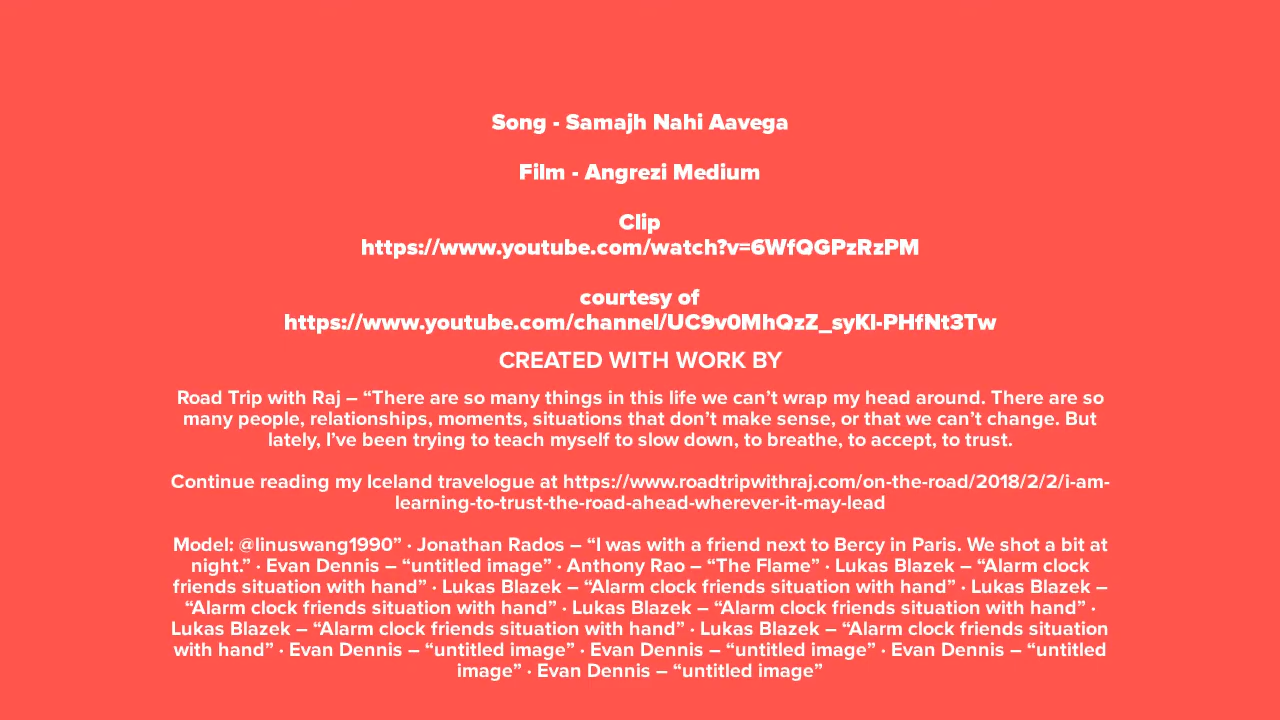 Song - Samajh Nahi Aavega
Film - Angrezi Medium
Clip
https://www.youtube.com/watch?v=6WfQGPzRzPM
courtesy of
https://www.youtube.com/channel/UC9v0MhQzZ_syKl-PHfNt3Tw
CREATED WITH WORK BY
Road Trip with Raj – “There are so many things in this life we can’t wrap my head around. There are so
many people, relationships, moments, situations that don’t make sense, or that we can’t change. But
lately, I’ve been trying to teach myself to slow down, to breathe, to accept, to trust.
Continue reading my Iceland travelogue at https://www.roadtripwithraj.com/on-the-road/2018/2/2/i-am-
learning-to-trust-the-road-ahead-wherever-it-may-lead
Model: @linuswang1990” · Jonathan Rados – “I was with a friend next to Bercy in Paris. We shot a bit at
night.” · Evan Dennis – “untitled image” · Anthony Rao – “The Flame” · Lukas Blazek – “Alarm clock
friends situation with hand” · Lukas Blazek – “Alarm clock friends situation with hand” · Lukas Blazek –
“Alarm clock friends situation with hand” · Lukas Blazek – “Alarm clock friends situation with hand” ·
Lukas Blazek – “Alarm clock friends situation with hand” · Lukas Blazek – “Alarm clock friends situation
with hand” · Evan Dennis – “untitled image” · Evan Dennis – “untitled image” · Evan Dennis – “untitled
image” · Evan Dennis – “untitled image”